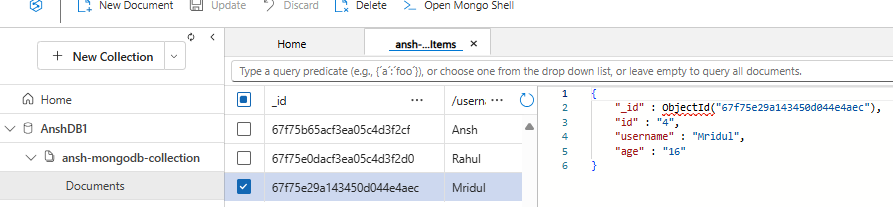 New Document Update Discard Delete Open Mongo Shell
+ New Collection
Home
AnshDB1
ansh-mongodb-collection
Documents
Home ansh-...Items ×
Type a query predicate (e.g., {´a´:´foo´}), or choose one from the drop down list, or leave empty to query all documents.
_id ... /usern: ...
67f75b65acf3ea05c4d3f2cf Ansh
67f75e0dacf3ea05c4d3f2d0 Rahul
67f75e29a143450d044e4aec Mridul
1 {
2 "_id" : ObjectId("67f75e29a143450d044e4aec"),
3 "id" : "4",
4 "username" : "Mridul",
5 "age" : "16"
6 }